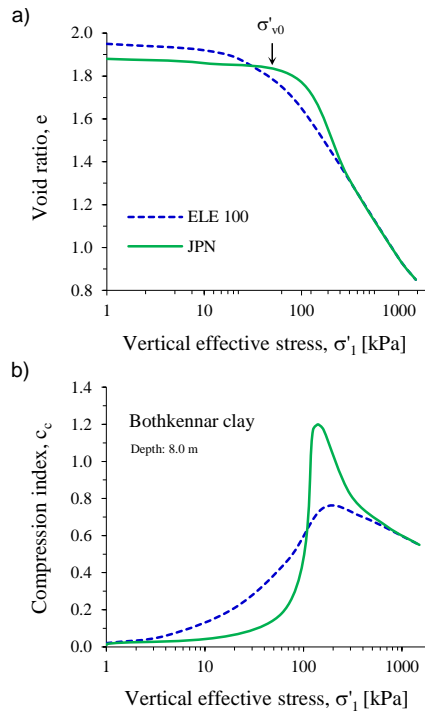 a)
σ'v0
2.0
1.8
1.6
1.4
1.2
1.0
0.8
Void ratio, e
ELE 100
JPN
1 10 100 1000
Vertical effective stress, σ'1 [kPa]
b)
1.4
1.2
1.0
0.8
0.6
0.4
0.2
0.0
Compression index, cc
Bothkennar clay
Depth: 8.0 m
1 10 100 1000
Vertical effective stress, σ'1 [kPa]